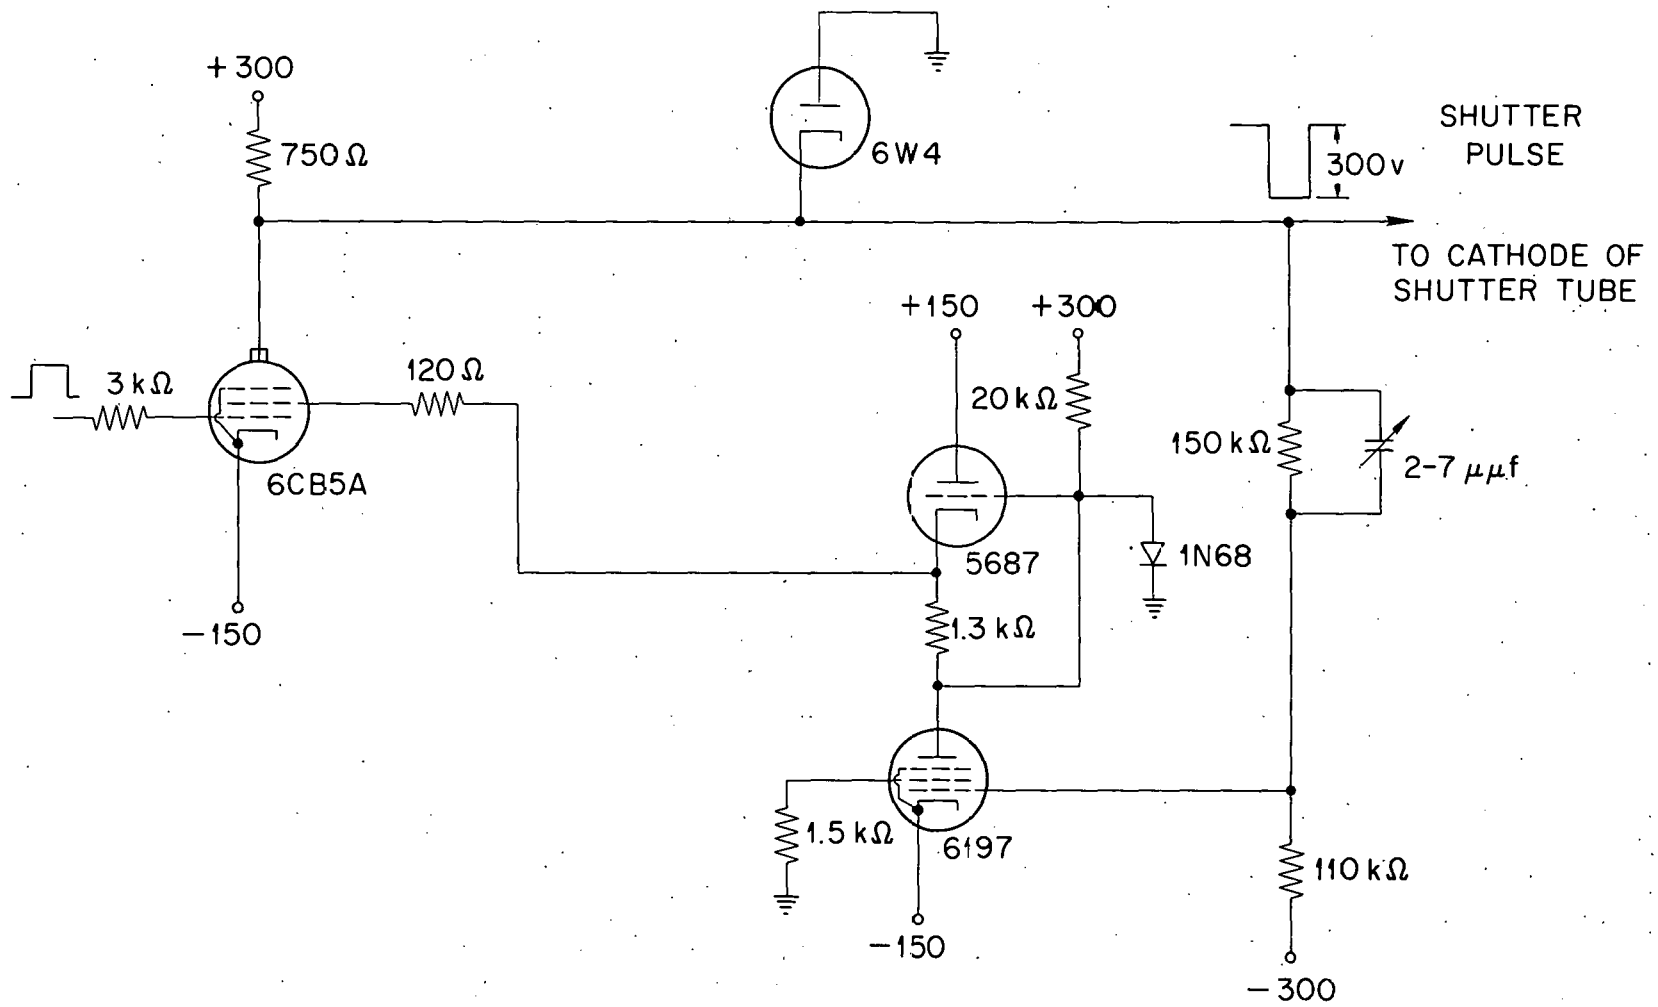 +300
750Ω
6W4
SHUTTER
PULSE
300v
TO CATHODE OF
SHUTTER TUBE
+150
+300
3kΩ
120Ω
20kΩ
150kΩ
2-7 μμf
6CB5A
5687
1N68
-150
1.3kΩ
1.5kΩ
6197
110kΩ
-150
-300